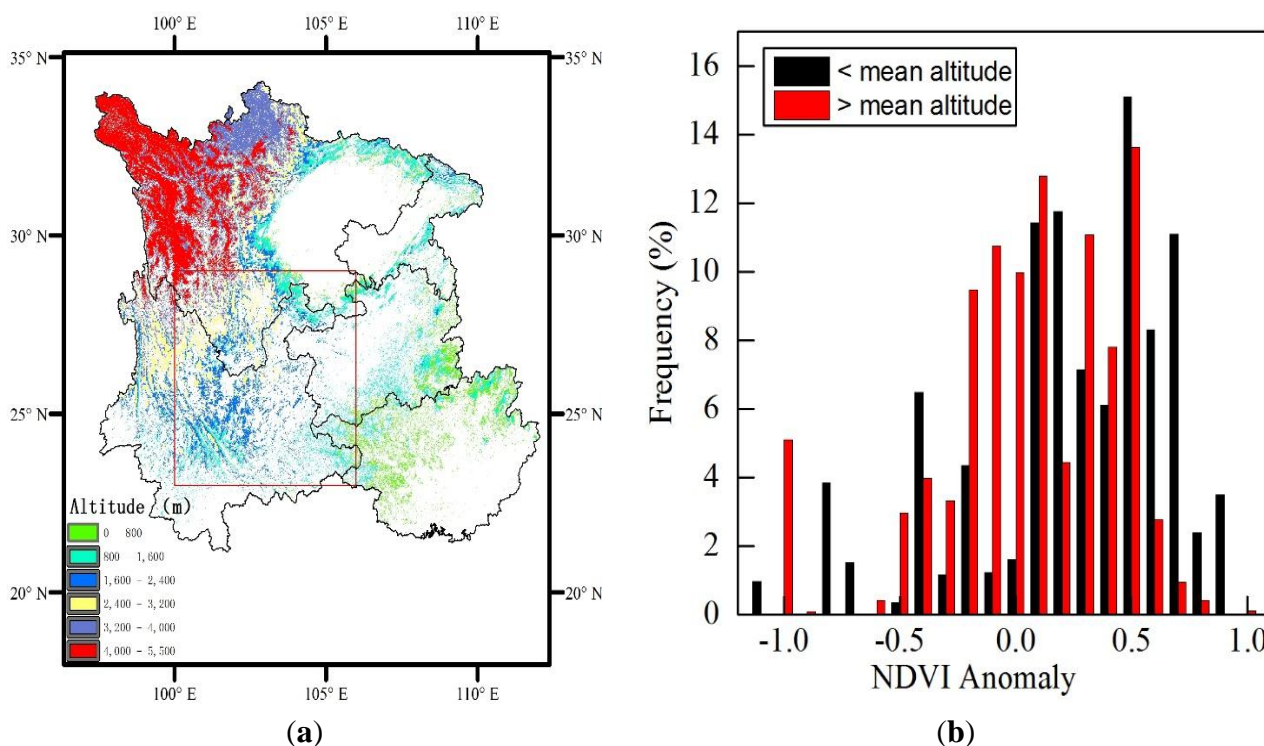 100° E 105° E 110° E
35° N 35° N
30° N 30° N
25° N 25° N
20° N 20° N
Altitude (m)
0 800
800 - 1,600
1,600 - 2,400
2,400 - 3,200
3,200 - 4,000
4,000 - 5,500
100° E 105° E 110° E
(a)
< mean altitude
> mean altitude
Frequency (%)
16
14
12
10
8
6
4
2
0
-1.0 -0.5 0.0 0.5 1.0
NDVI Anomaly
(b)